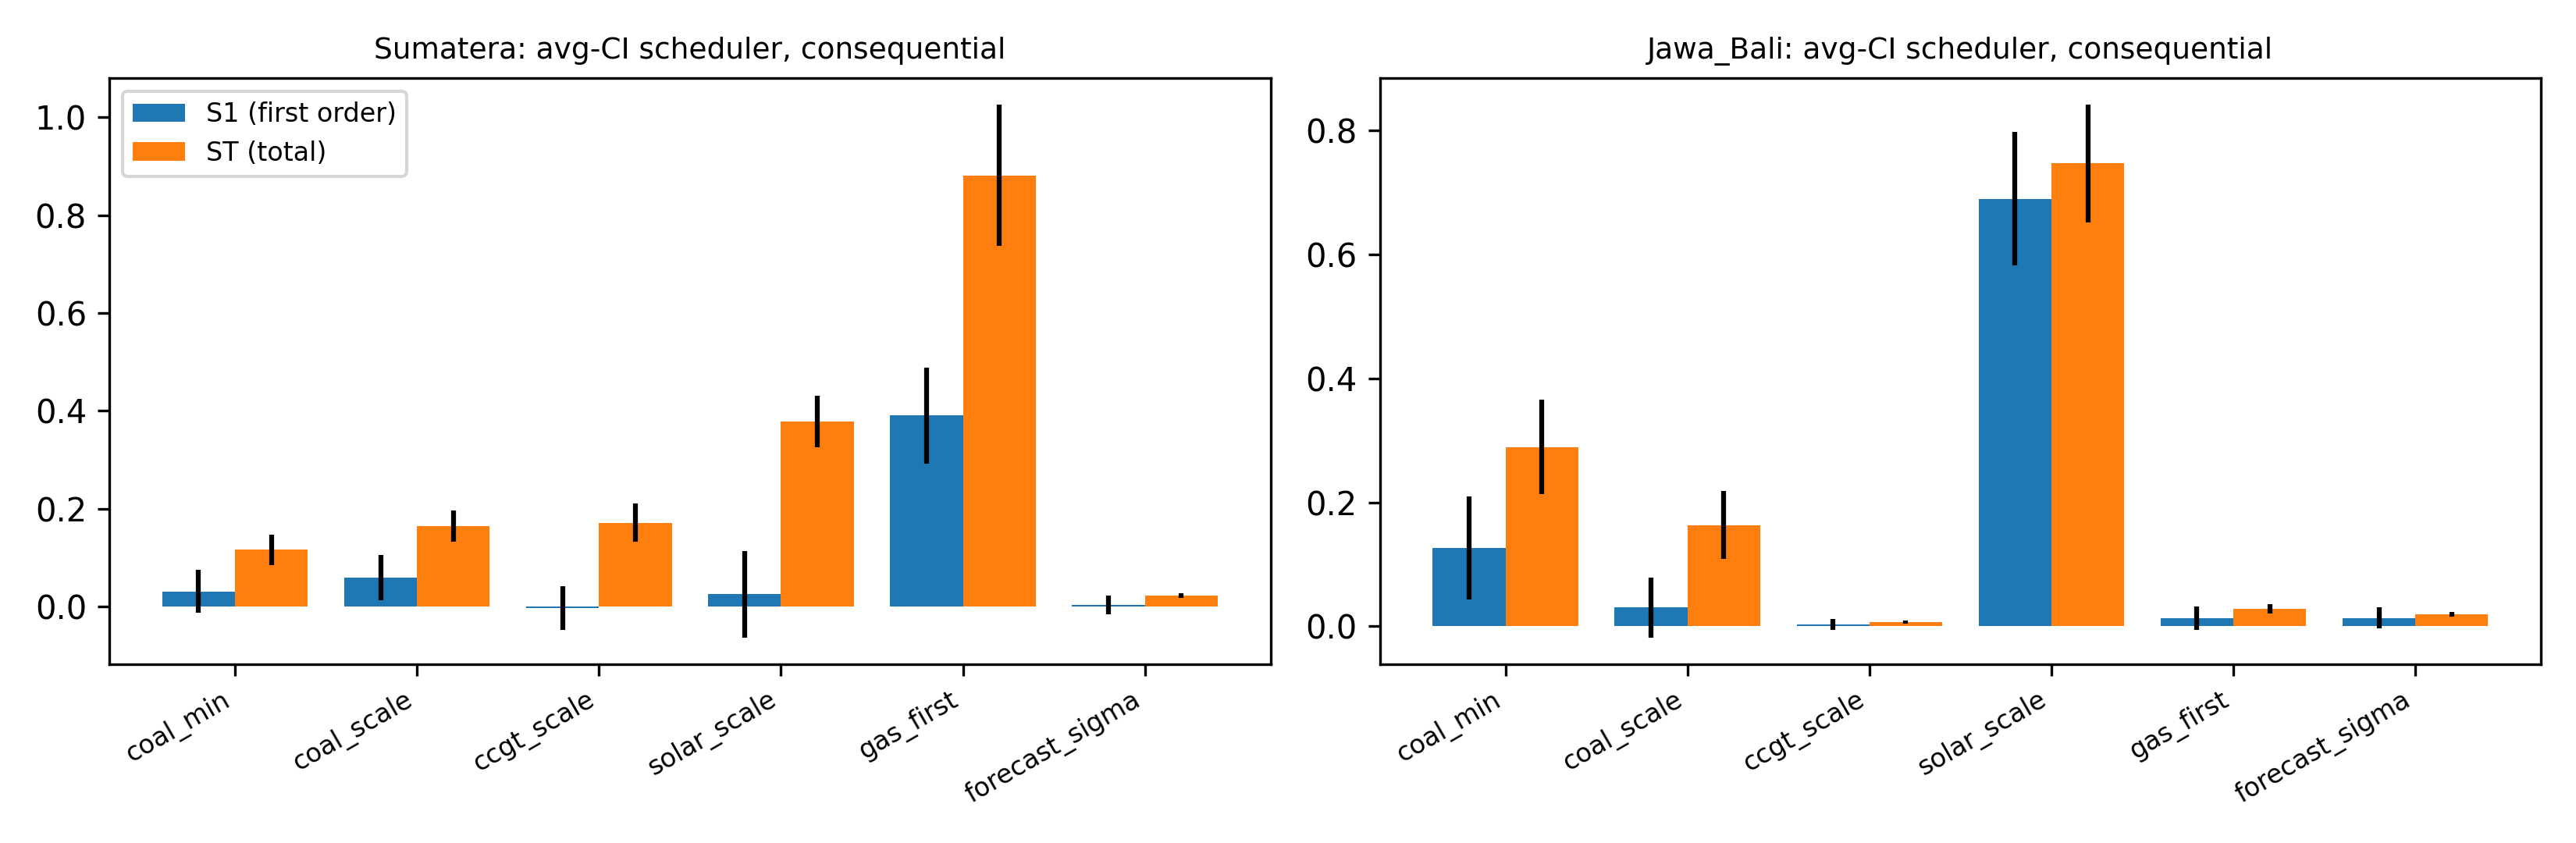 Sumatera: avg-CI scheduler, consequential
S1 (first order)
ST (total)
1.0
0.8
0.6
0.4
0.2
0.0
coal_min
coal_scale
ccgt_scale
solar_scale
gas_first
forecast_sigma
Jawa_Bali: avg-CI scheduler, consequential
0.8
0.6
0.4
0.2
0.0
coal_min
coal_scale
ccgt_scale
solar_scale
gas_first
forecast_sigma